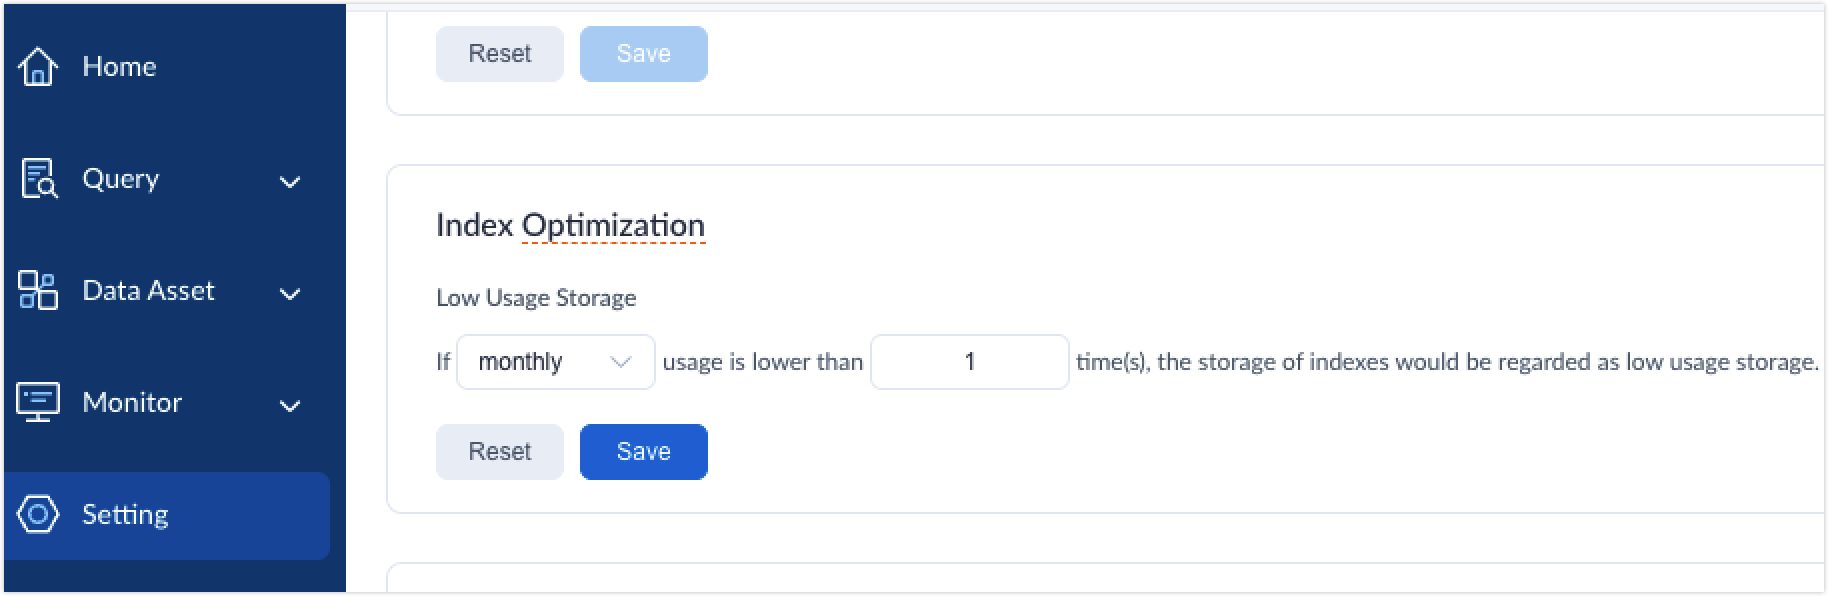 Home
Query
Data Asset
Monitor
Setting
Reset Save
Index Optimization
Low Usage Storage
If monthly usage is lower than 1 time(s), the storage of indexes would be regarded as low usage storage.
Reset Save